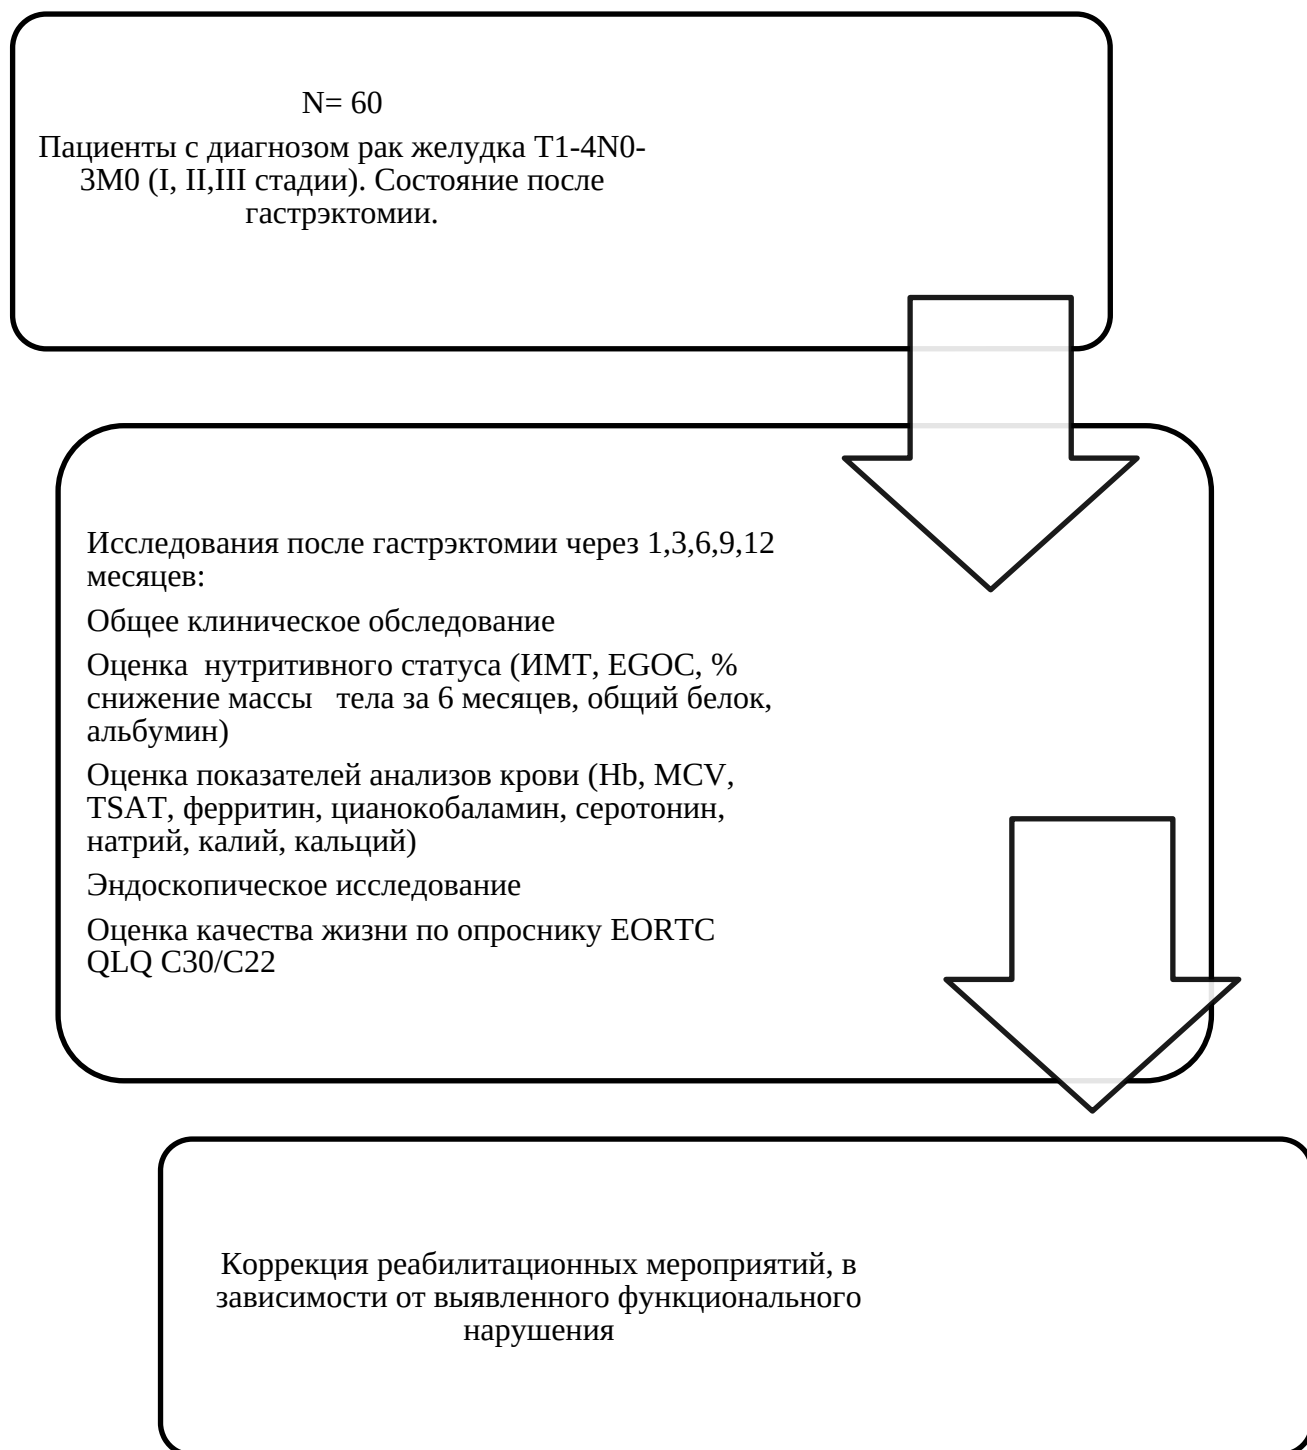 N= 60
Пациенты с диагнозом рак желудка T1-4N0-
3M0 (I, II,III стадии). Состояние после
гастрэктомии.
Исследования после гастрэктомии через 1,3,6,9,12
месяцев:
Общее клиническое обследование
Оценка  нутритивного статуса (ИМТ, EGOC, %
снижение массы   тела за 6 месяцев, общий белок,
альбумин)
Оценка показателей анализов крови (Hb, MCV,
TSAT, ферритин, цианокобаламин, серотонин,
натрий, калий, кальций)
Эндоскопическое исследование
Оценка качества жизни по опроснику EORTC
QLQ C30/C22
Коррекция реабилитационных мероприятий, в
зависимости от выявленного функционального
нарушения